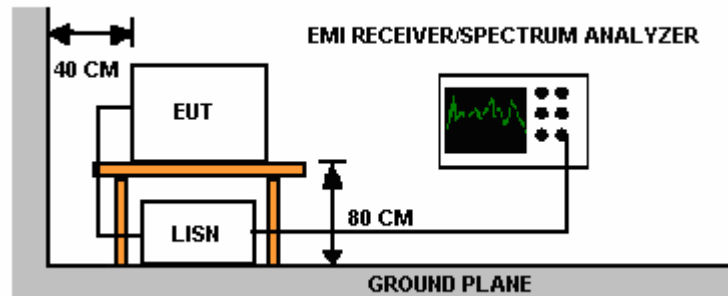 EMI RECEIVER/SPECTRUM ANALYZER
40 CM
EUT
80 CM
LISN
GROUND PLANE